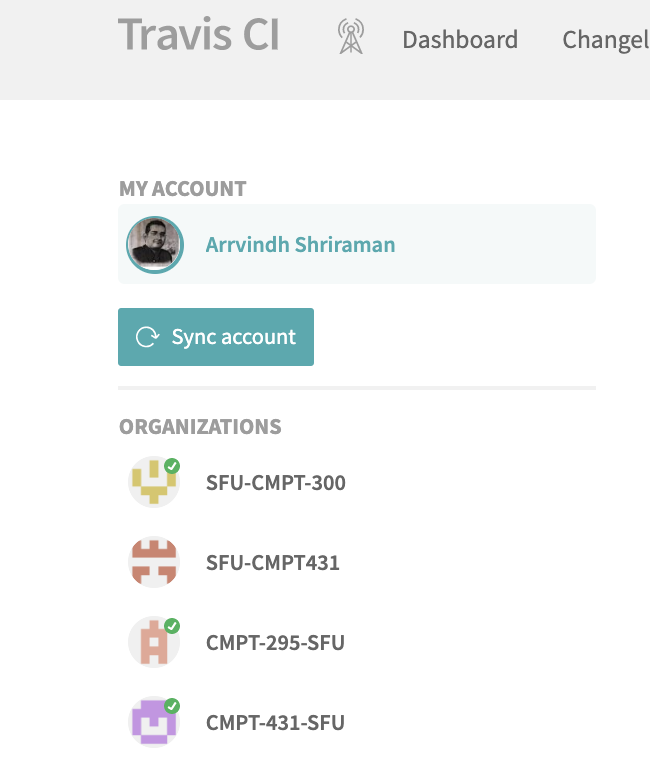 Travis CI
Dashboard
Changel
MY ACCOUNT
Arrvindh Shriraman
Sync account
ORGANIZATIONS
SFU-CMPT-300
SFU-CMPT431
CMPT-295-SFU
CMPT-431-SFU